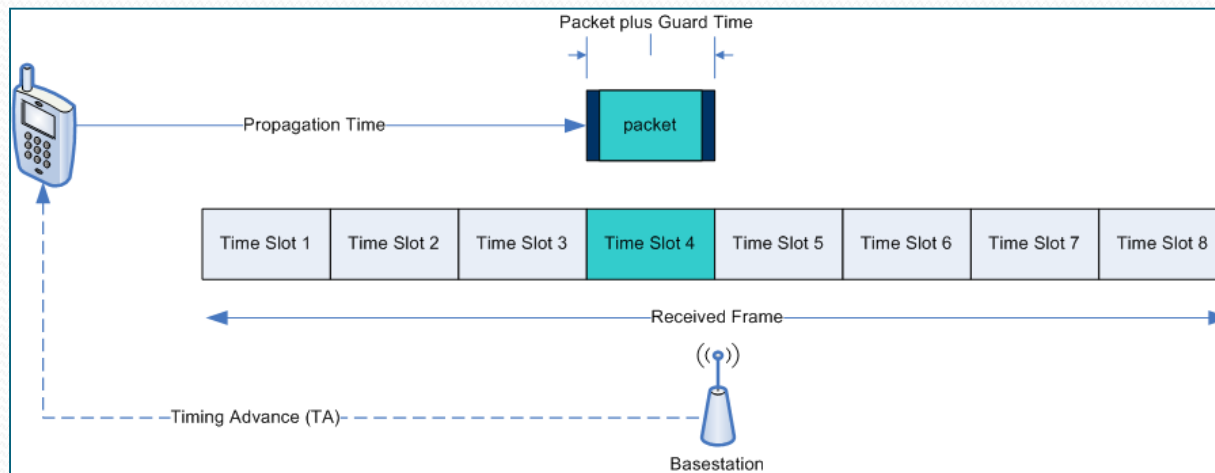 Packet plus Guard Time
Propagation Time
packet
Time Slot 1
Time Slot 2
Time Slot 3
Time Slot 4
Time Slot 5
Time Slot 6
Time Slot 7
Time Slot 8
Received Frame
Timing Advance (TA)
Basestation